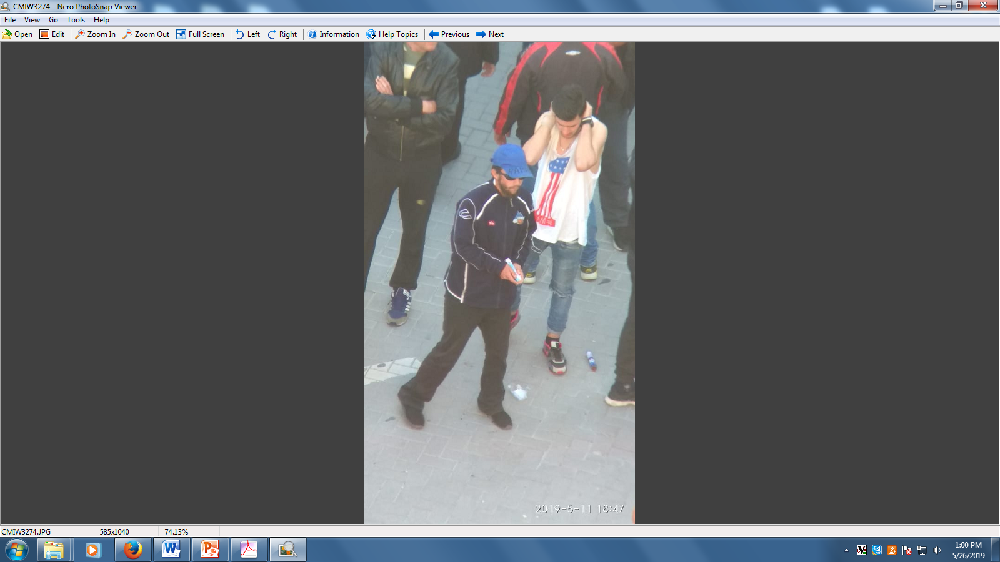 CMIW3274 - Nero PhotoSnap Viewer
File View Go Tools Help
Open Edit Zoom In Zoom Out Full Screen Left Right Information Help Topics Previous Next
2019-5-11 18:47
CMIW3274.JPG 585x1040 74.13%
1:00 PM
5/26/2019